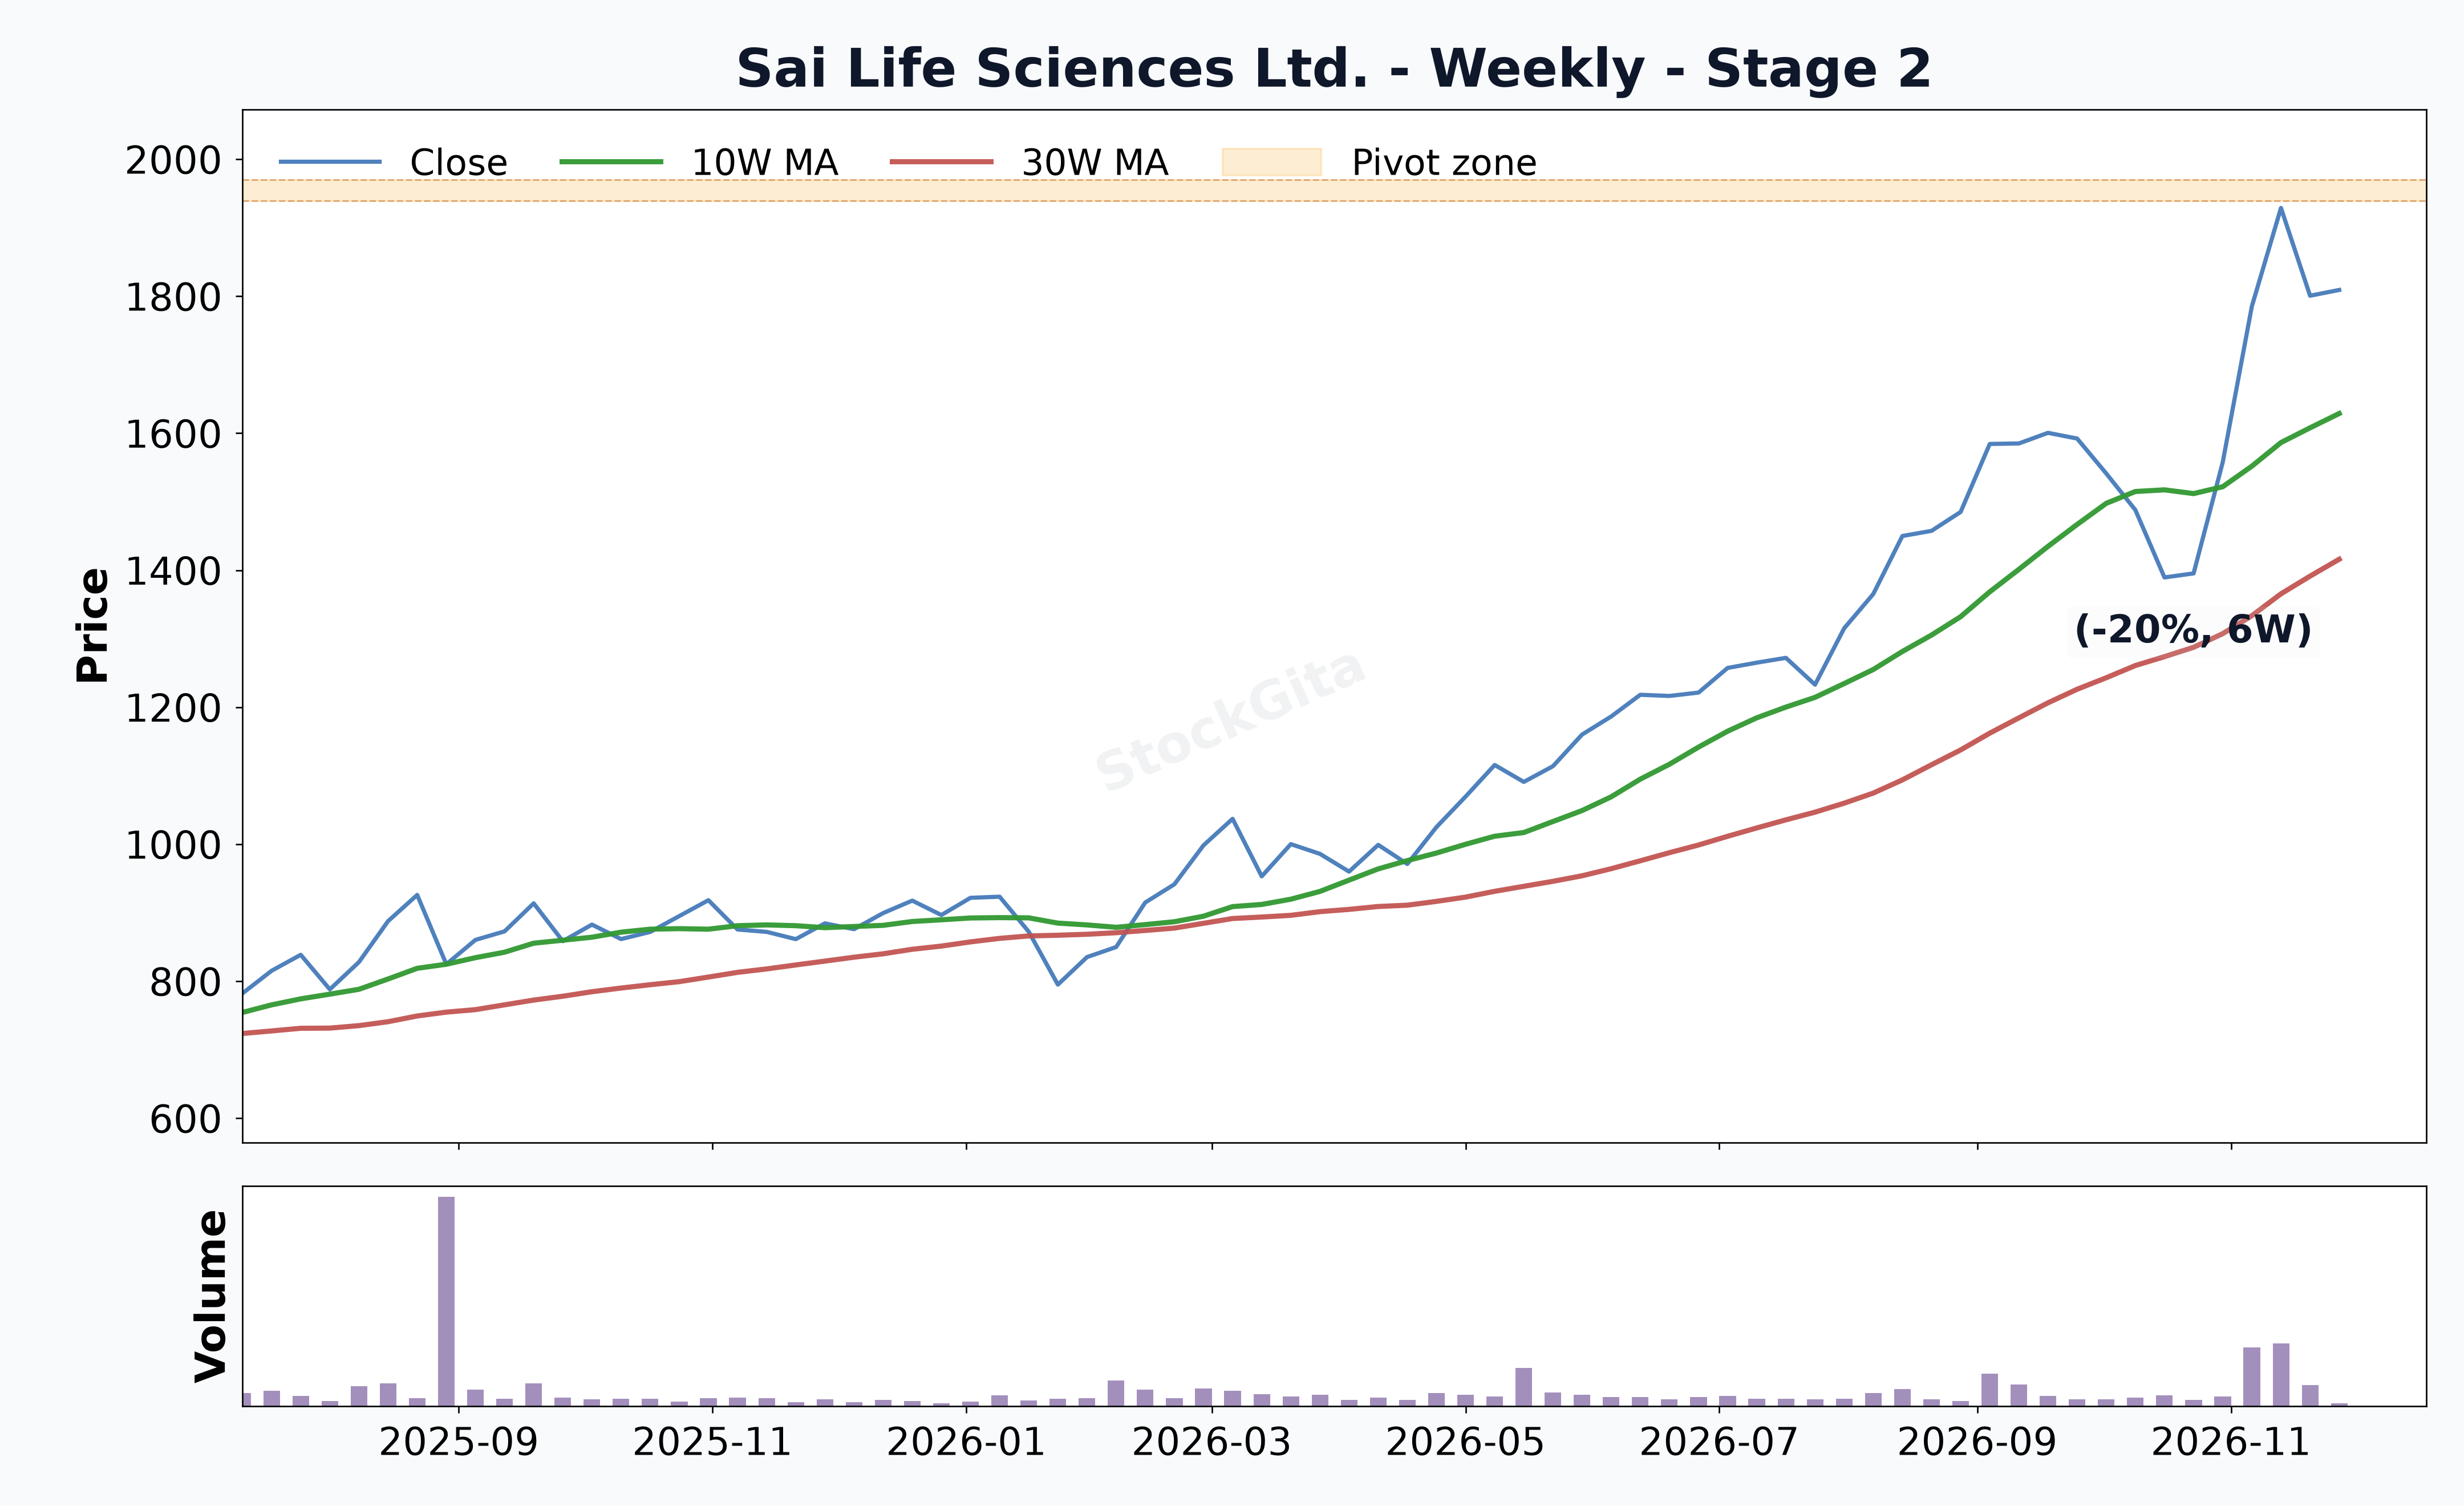 Sai Life Sciences Ltd. - Weekly - Stage 2
Close 10W MA 30W MA Pivot zone
2000
1800
1600
1400
1200
1000
800
600
Price
(-20%, 6W)
StockGita
Volume
2025-09 2025-11 2026-01 2026-03 2026-05 2026-07 2026-09 2026-11